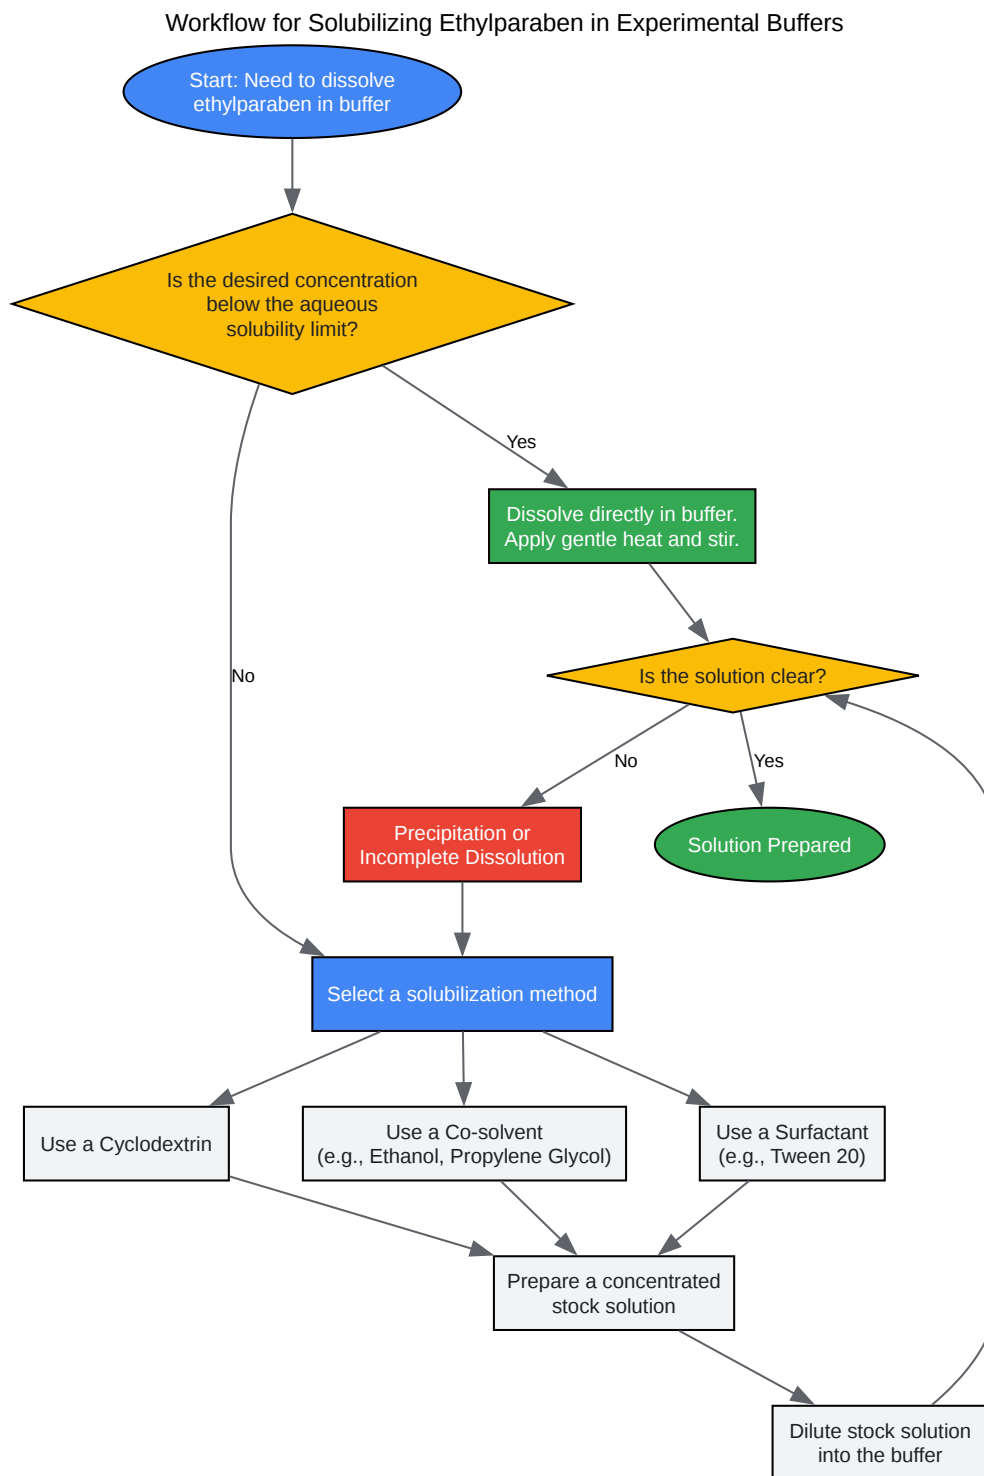 Workflow for Solubilizing Ethylparaben in Experimental Buffers
Start: Need to dissolve
ethylparaben in buffer
Is the desired concentration
below the aqueous
solubility limit?
Yes
Dissolve directly in buffer.
Apply gentle heat and stir.
No
Is the solution clear?
No
Yes
Precipitation or
Incomplete Dissolution
Solution Prepared
Select a solubilization method
Use a Cyclodextrin
Use a Co-solvent
(e.g., Ethanol, Propylene Glycol)
Use a Surfactant
(e.g., Tween 20)
Prepare a concentrated
stock solution
Dilute stock solution
into the buffer